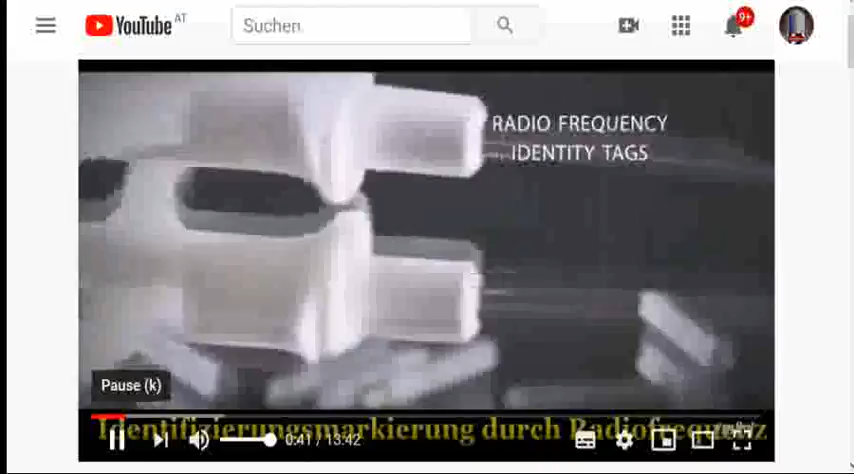 YouTube AT
Suchen
9+
RADIO FREQUENCY
IDENTITY TAGS
Pause (k)
Identifizierungsmarkierung durch Radiofrequenz
0:41 / 13:42